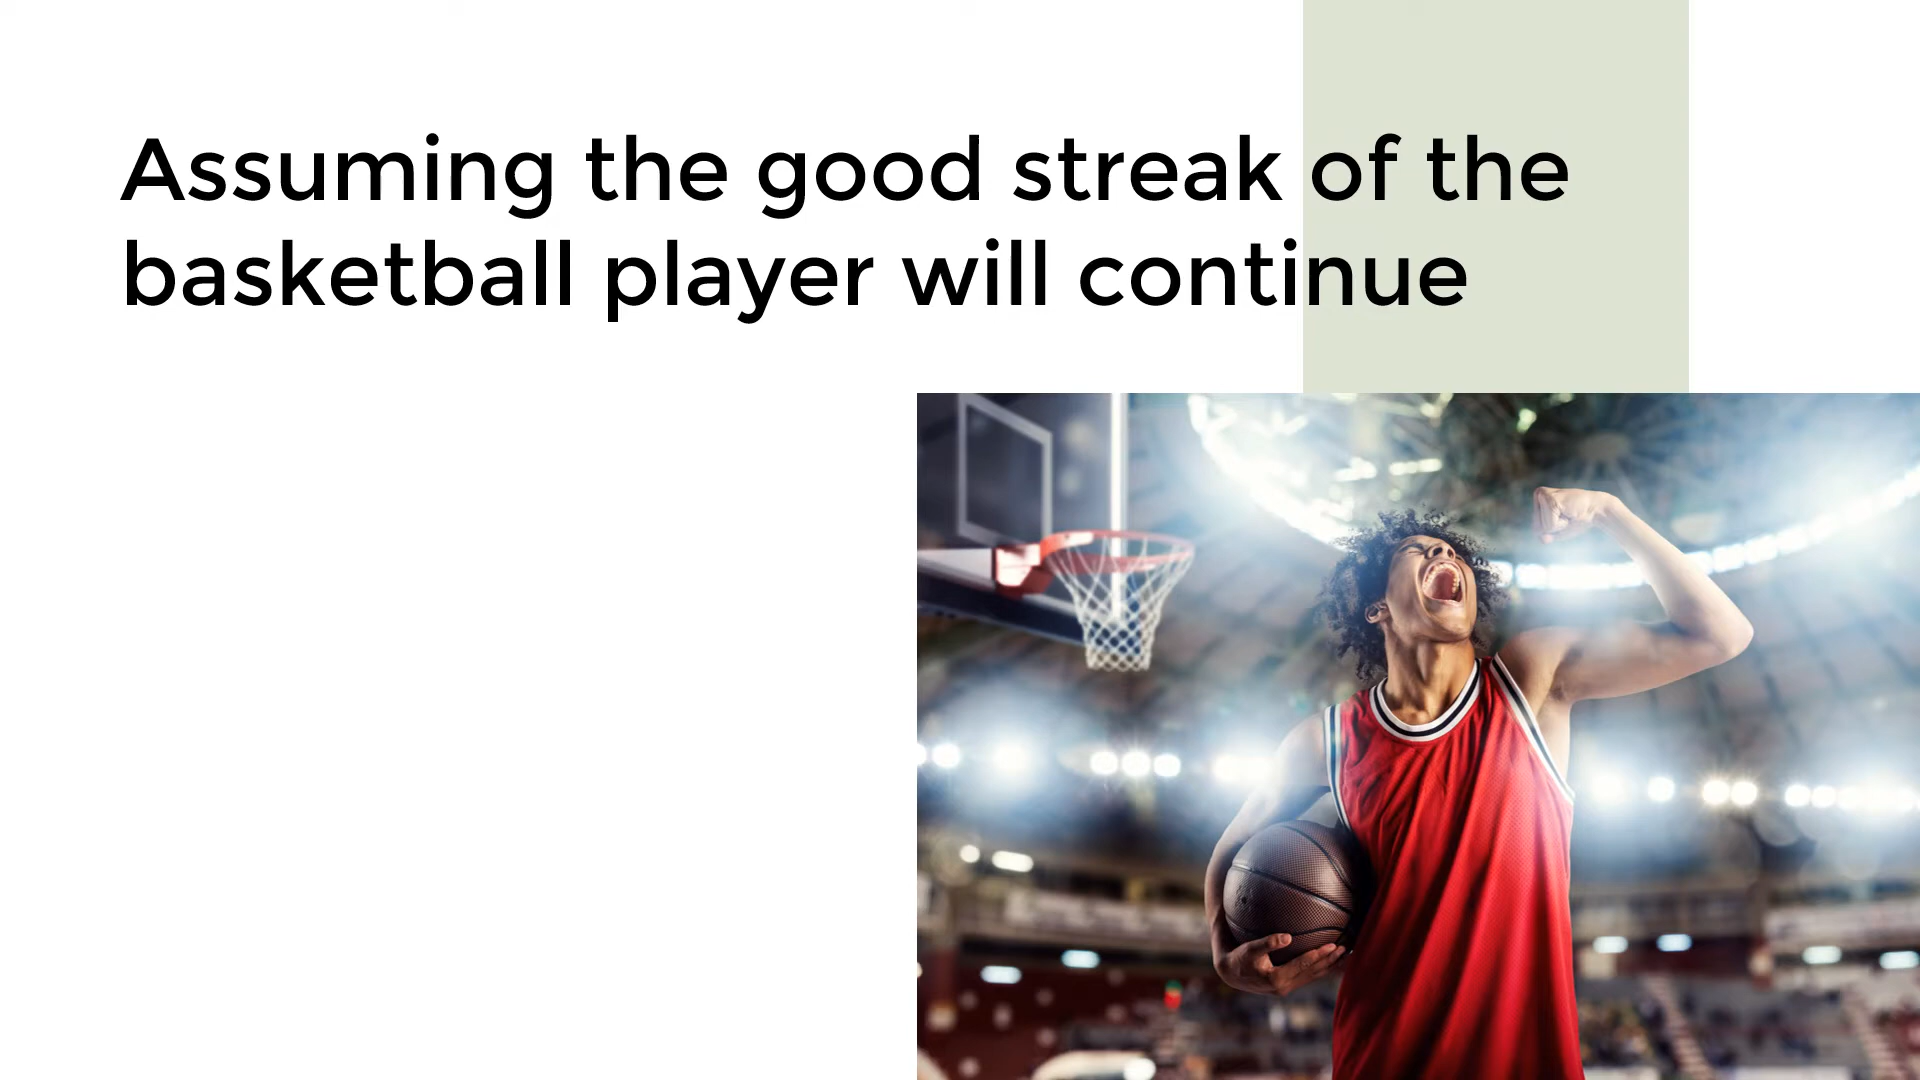 Assuming the good streak of the
basketball player will continue